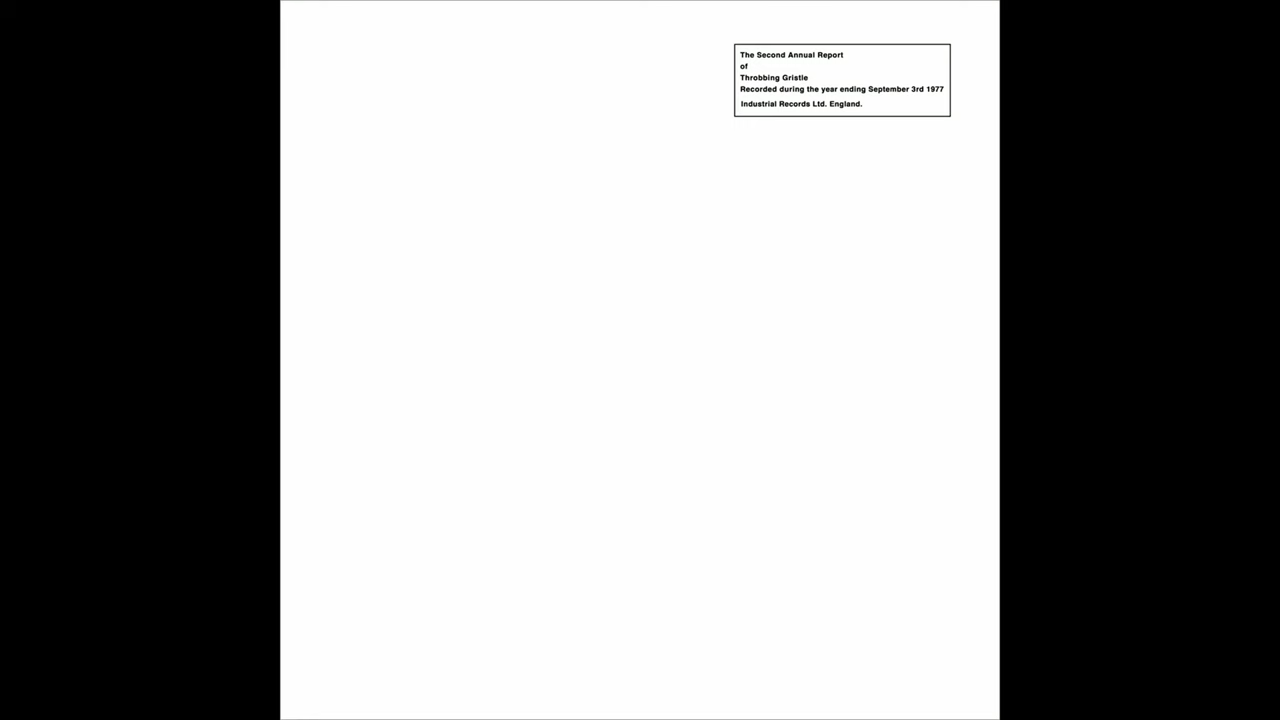 The Second Annual Report
of
Throbbing Gristle
Recorded during the year ending September 3rd 1977
Industrial Records Ltd. England.